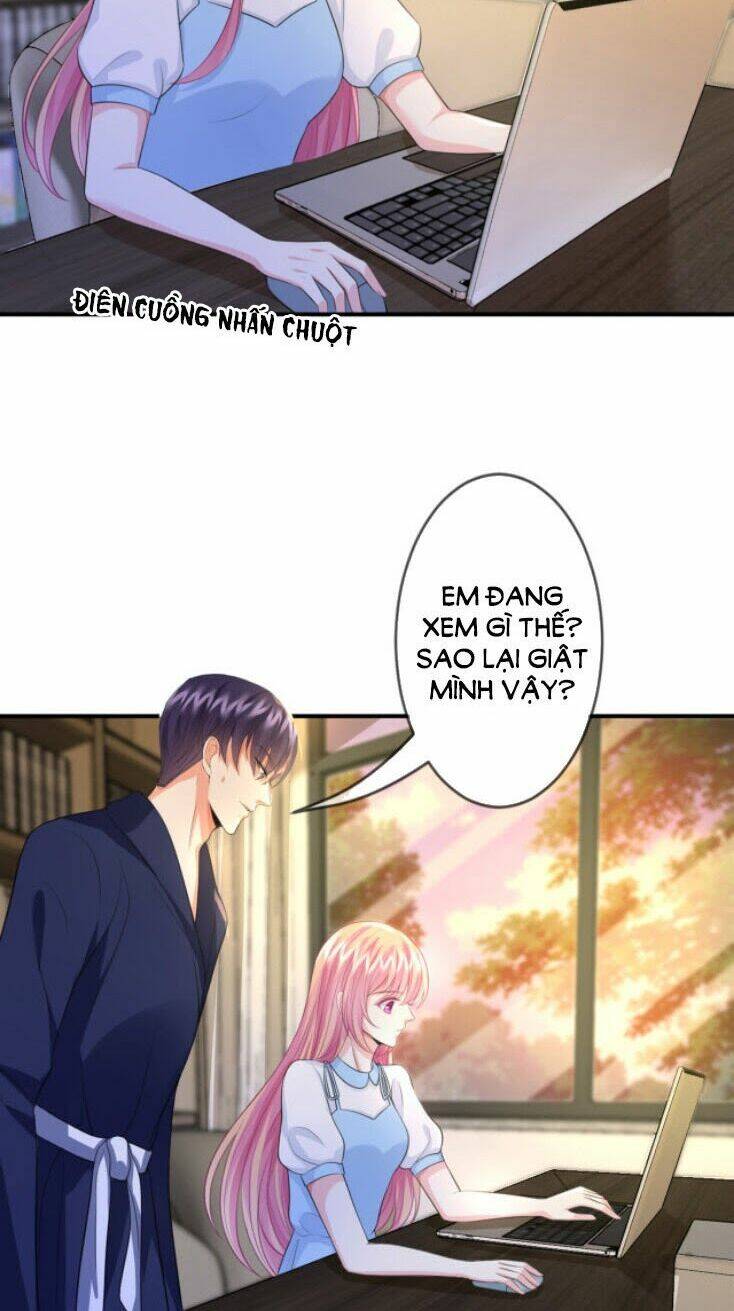 ĐIÊN CUỒNG NHẤN CHUỘT
EM ĐANG
XEM GÌ THẾ?
SAO LẠI GIẬT
MÌNH VẬY?